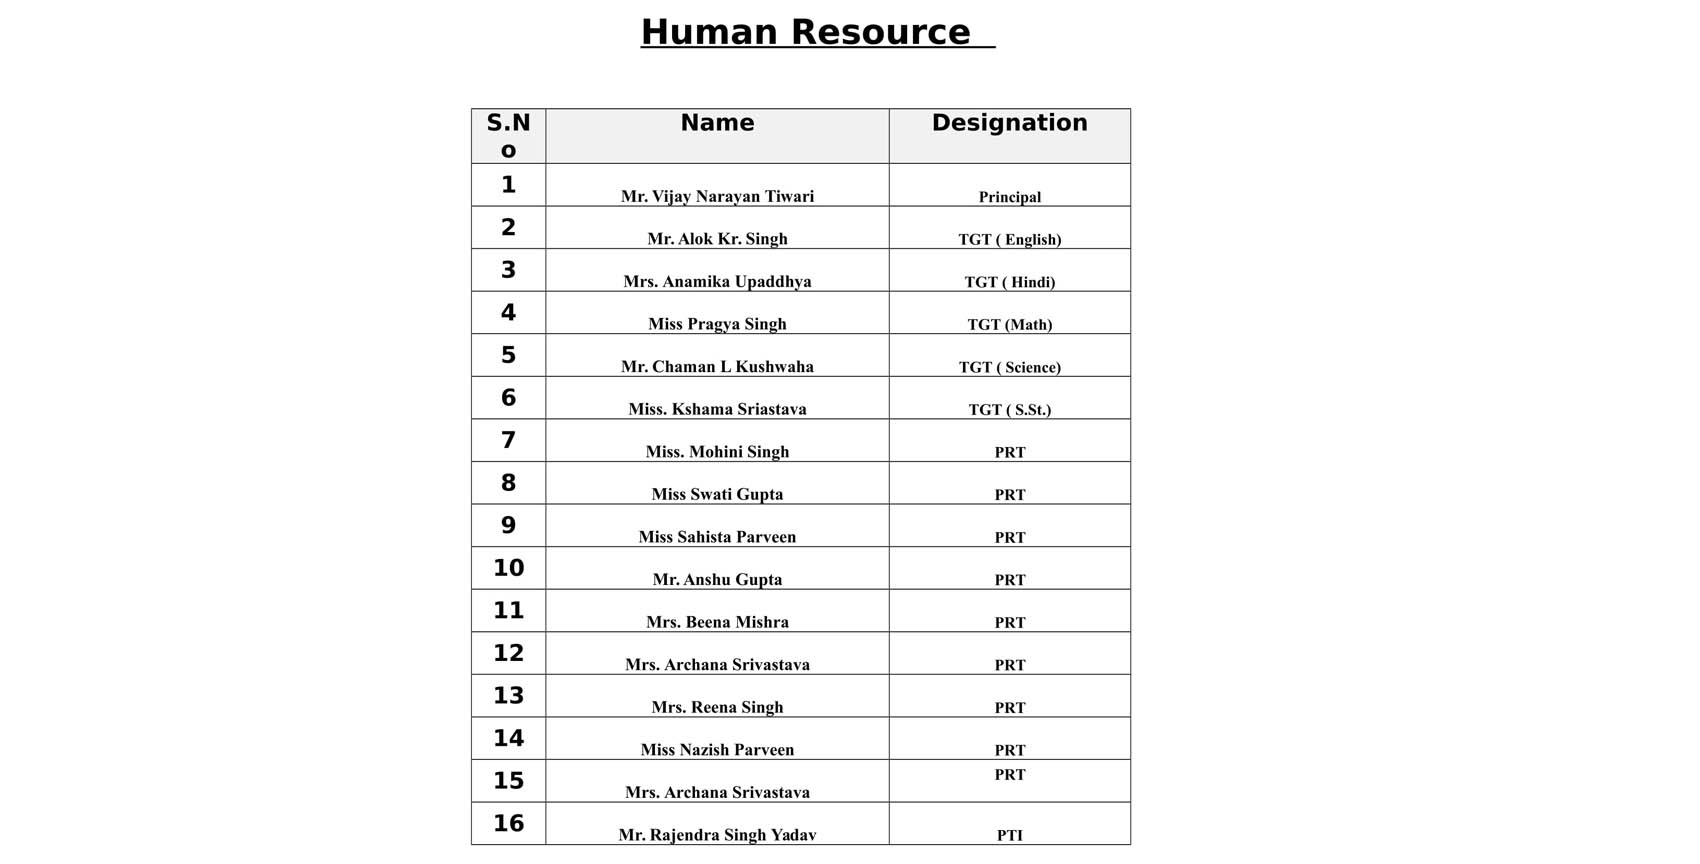 Human Resource
S.No Name Designation
1 Mr. Vijay Narayan Tiwari Principal
2 Mr. Alok Kr. Singh TGT ( English)
3 Mrs. Anamika Upaddhya TGT ( Hindi)
4 Miss Pragya Singh TGT (Math)
5 Mr. Chaman L Kushwaha TGT ( Science)
6 Miss. Kshama Sriastava TGT ( S.St.)
7 Miss. Mohini Singh PRT
8 Miss Swati Gupta PRT
9 Miss Sahista Parveen PRT
10 Mr. Anshu Gupta PRT
11 Mrs. Beena Mishra PRT
12 Mrs. Archana Srivastava PRT
13 Mrs. Reena Singh PRT
14 Miss Nazish Parveen PRT
15 Mrs. Archana Srivastava PRT
16 Mr. Rajendra Singh Yadav PTI